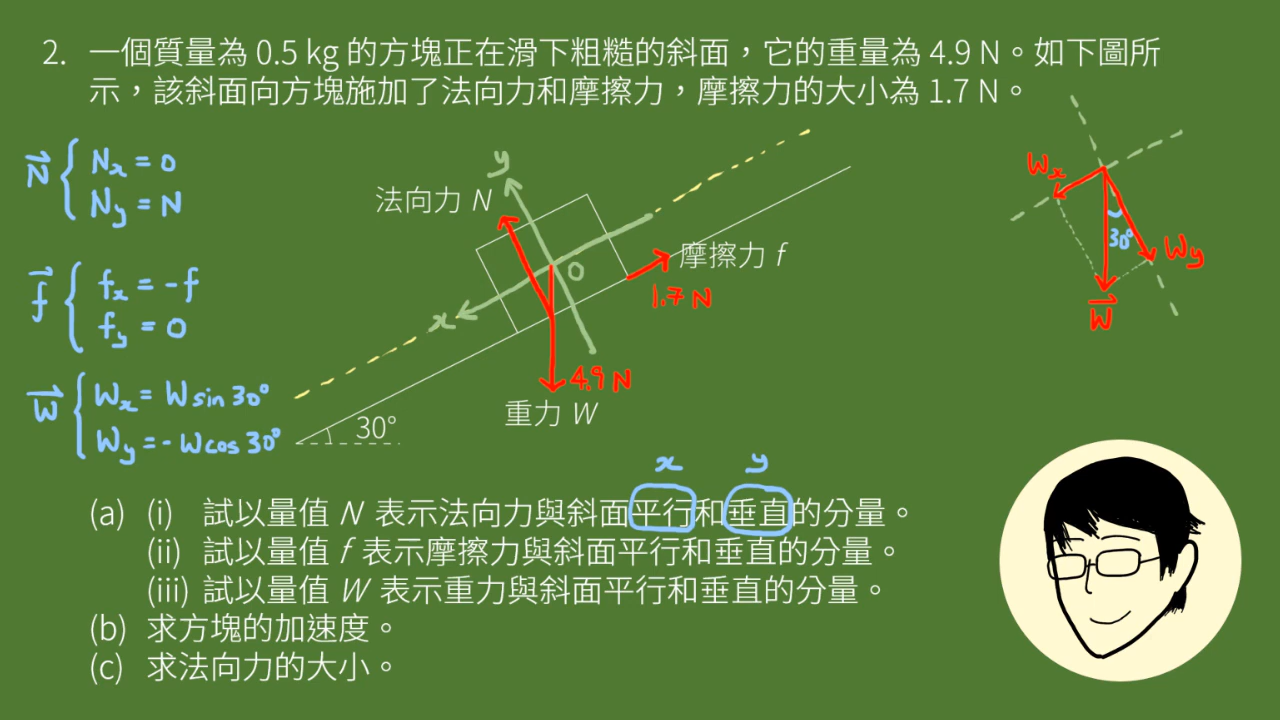 2. 一個質量為 0.5 kg 的方塊正在滑下粗糙的斜面，它的重量為 4.9 N。如下圖所
示，該斜面向方塊施加了法向力和摩擦力，摩擦力的大小為 1.7 N。
N⃗ { Nx = 0
Ny = N
f⃗ { fx = -f
fy = 0
W⃗ { Wx = W sin 30°
Wy = - W cos 30°
y
法向力 N
O
x
摩擦力 f
1.7 N
4.9 N
重力 W
30°
Wx
30°
Wy
W⃗
x y
(a) (i) 試以量值 N 表示法向力與斜面平行和垂直的分量。
(ii) 試以量值 f 表示摩擦力與斜面平行和垂直的分量。
(iii) 試以量值 W 表示重力與斜面平行和垂直的分量。
(b) 求方塊的加速度。
(c) 求法向力的大小。